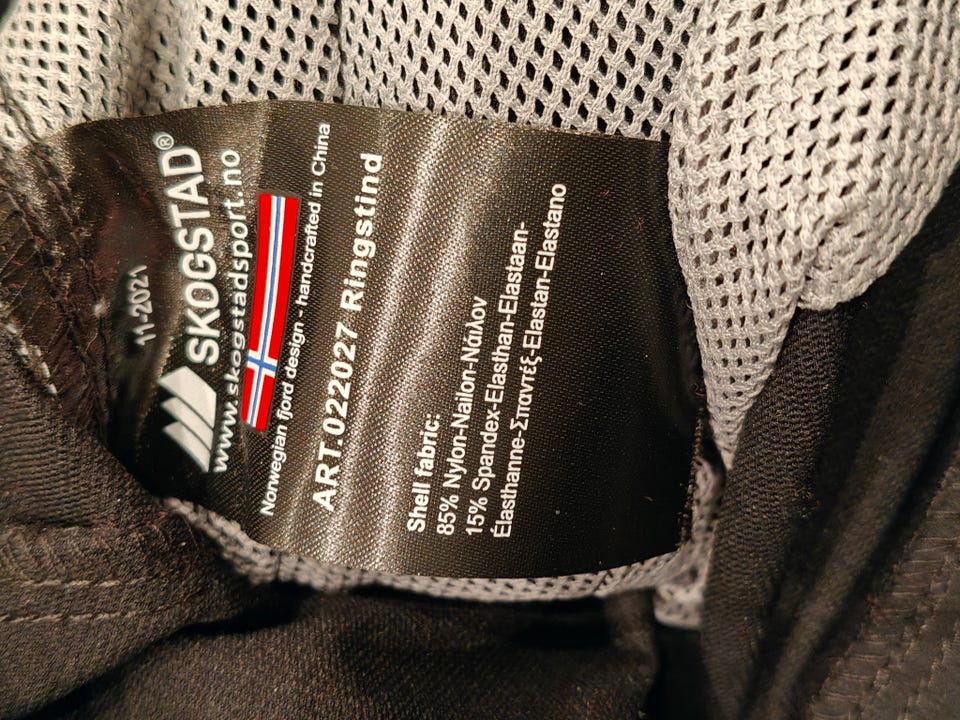 11-2021
SKOGSTAD®
www.skogstadsport.no
Norwegian fjord design - handcrafted in China
ART.0222027 Ringstind
Shell fabric:
85% Nylon-Nailon-Νάιλον
15% Spandex-Elasthan-Elastaan-
Élasthanne-Σπαντέξ-Elastan-Elastano